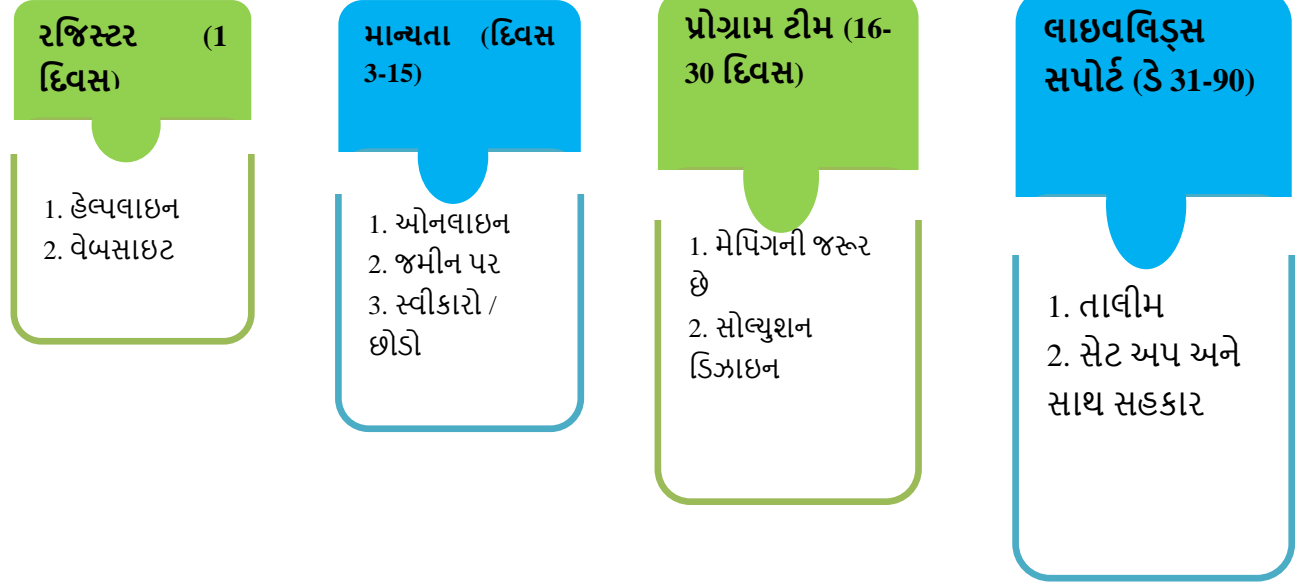 રજિસ્ટર (1
દિવસ)
1. હેલ્પલાઇન
2. વેબસાઇટ
માન્યતા (દિવસ
3-15)
1. ઓનલાઇન
2. જમીન પર
3. સ્વીકારો /
છોડો
પ્રોગ્રામ ટીમ (16-
30 દિવસ)
1. મેપિંગની જરૂર
છે
2. સોલ્યુશન
ડિઝાઇન
લાઇવલિડ્સ
સપોર્ટ (ડે 31-90)
1. તાલીમ
2. સેટ અપ અને
સાથ સહકાર